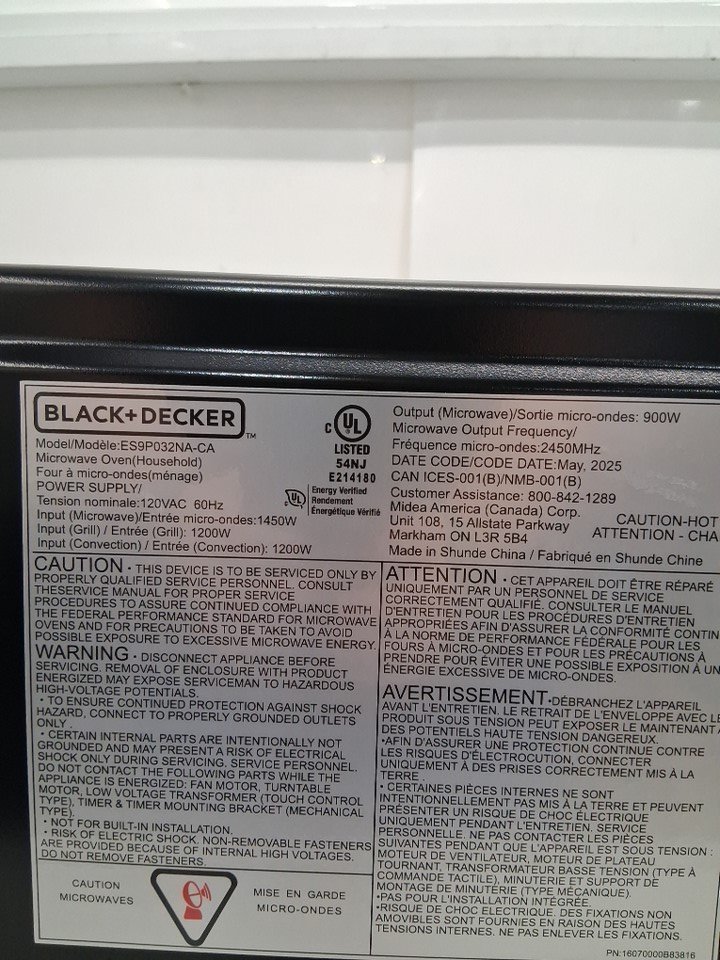 BLACK+DECKER™
Model/Modèle:ES9P032NA-CA
Microwave Oven(Household)
Four à micro-ondes(ménage)
POWER SUPPLY/
Tension nominale:120VAC 60Hz
Input (Microwave)/Entrée micro-ondes:1450W
Input (Grill) / Entrée (Grill): 1200W
Input (Convection) / Entrée (Convection): 1200W
C UL
LISTED
54NJ
E214180
UL
Energy Verified
Rendement
Énergétique Vérifié
Output (Microwave)/Sortie micro-ondes: 900W
Microwave Output Frequency/
Fréquence micro-ondes:2450MHz
DATE CODE/CODE DATE:May, 2025
CAN ICES-001(B)/NMB-001(B)
Customer Assistance: 800-842-1289
Midea America (Canada) Corp.
Unit 108, 15 Allstate Parkway
Markham ON L3R 5B4
Made in Shunde China / Fabriqué en Shunde Chine
CAUTION-HOT
ATTENTION - CHA
CAUTION • THIS DEVICE IS TO BE SERVICED ONLY BY
PROPERLY QUALIFIED SERVICE PERSONNEL. CONSULT
THESERVICE MANUAL FOR PROPER SERVICE
PROCEDURES TO ASSURE CONTINUED COMPLIANCE WITH
THE FEDERAL PERFORMANCE STANDARD FOR MICROWAVE
OVENS AND FOR PRECAUTIONS TO BE TAKEN TO AVOID
POSSIBLE EXPOSURE TO EXCESSIVE MICROWAVE ENERGY.
WARNING • DISCONNECT APPLIANCE BEFORE
SERVICING. REMOVAL OF ENCLOSURE WITH PRODUCT
ENERGIZED MAY EXPOSE SERVICEMAN TO HAZARDOUS
HIGH-VOLTAGE POTENTIALS.
• TO ENSURE CONTINUED PROTECTION AGAINST SHOCK
HAZARD, CONNECT TO PROPERLY GROUNDED OUTLETS
ONLY .
• CERTAIN INTERNAL PARTS ARE INTENTIONALLY NOT
GROUNDED AND MAY PRESENT A RISK OF ELECTRICAL
SHOCK ONLY DURING SERVICING. SERVICE PERSONNEL.
DO NOT CONTACT THE FOLLOWING PARTS WHILE THE
APPLIANCE IS ENERGIZED: FAN MOTOR, TURNTABLE
MOTOR, LOW VOLTAGE TRANSFORMER (TOUCH CONTROL
TYPE), TIMER & TIMER MOUNTING BRACKET (MECHANICAL
TYPE).
• NOT FOR BUILT-IN INSTALLATION.
• RISK OF ELECTRIC SHOCK. NON-REMOVABLE FASTENERS
ARE PROVIDED BECAUSE OF INTERNAL HIGH VOLTAGES.
DO NOT REMOVE FASTENERS.
CAUTION
MICROWAVES
MISE EN GARDE
MICRO-ONDES
ATTENTION • CET APPAREIL DOIT ÊTRE RÉPARÉ
UNIQUEMENT PAR UN PERSONNEL DE SERVICE
CORRECTEMENT QUALIFIÉ. CONSULTER LE MANUEL
D'ENTRETIEN POUR LES PROCÉDURES D'ENTRETIEN
APPROPRIÉES AFIN D'ASSURER LA CONFORMITÉ CONTIN
À LA NORME DE PERFORMANCE FÉDÉRALE POUR LES
FOURS À MICRO-ONDES ET POUR LES PRÉCAUTIONS À
PRENDRE POUR ÉVITER UNE POSSIBLE EXPOSITION À UN
ÉNERGIE EXCESSIVE DE MICRO-ONDES.
AVERTISSEMENT •DÉBRANCHEZ L'APPAREIL
AVANT L'ENTRETIEN. LE RETRAIT DE L'ENVELOPPE AVEC LE
PRODUIT SOUS TENSION PEUT EXPOSER LE MAINTENANT À
DES POTENTIELS HAUTE TENSION DANGEREUX.
•AFIN D'ASSURER UNE PROTECTION CONTINUE CONTRE
LES RISQUES D'ÉLECTROCUTION, CONNECTER
UNIQUEMENT À DES PRISES CORRECTEMENT MIS À LA
TERRE .
• CERTAINES PIÈCES INTERNES NE SONT
INTENTIONNELLEMENT PAS MIS À LA TERRE ET PEUVENT
PRÉSENTER UN RISQUE DE CHOC ÉLECTRIQUE
UNIQUEMENT PENDANT L'ENTRETIEN. SERVICE
PERSONNELLE. NE PAS CONTACTER LES PIÈCES
SUIVANTES PENDANT QUE L'APPAREIL EST SOUS TENSION :
MOTEUR DE VENTILATEUR, MOTEUR DE PLATEAU
TOURNANT, TRANSFORMATEUR BASSE TENSION (TYPE À
COMMANDE TACTILE), MINUTERIE ET SUPPORT DE
MONTAGE DE MINUTÉRIE (TYPE MÉCANIQUE).
•PAS POUR L'INSTALLATION INTÉGRÉE.
•RISQUE DE CHOC ELECTRIQUE. DES FIXATIONS NON
AMOVIBLES SONT FOURNIES EN RAISON DES HAUTES
TENSIONS INTERNES. NE PAS ENLEVER LES FIXATIONS.
PN:16070000B83816